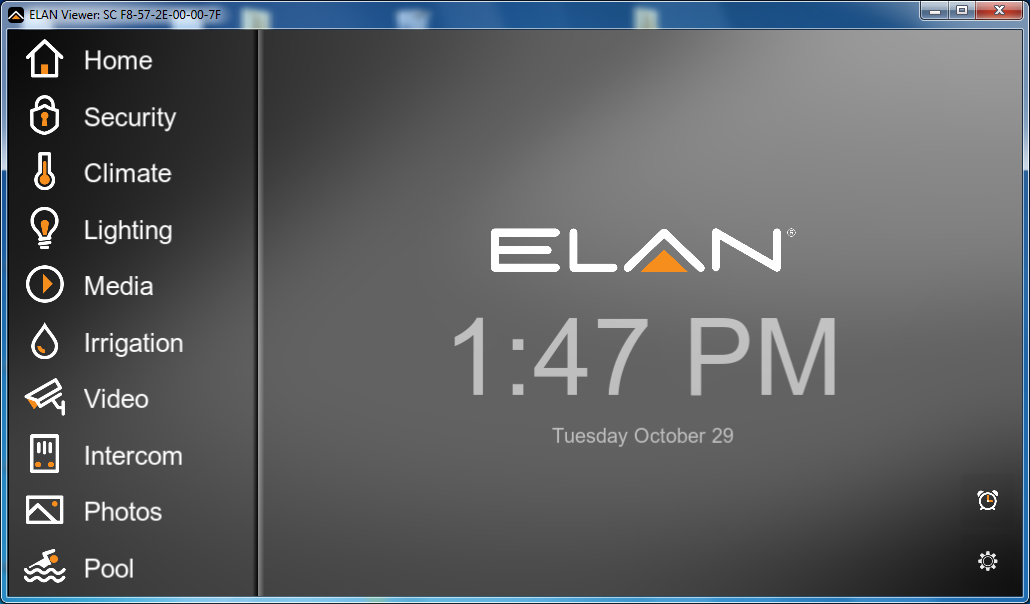 ELAN Viewer: SC F8-57-2E-00-00-7F
Home
Security
Climate
Lighting
Media
Irrigation
Video
Intercom
Photos
Pool
ELAN®
1:47 PM
Tuesday October 29